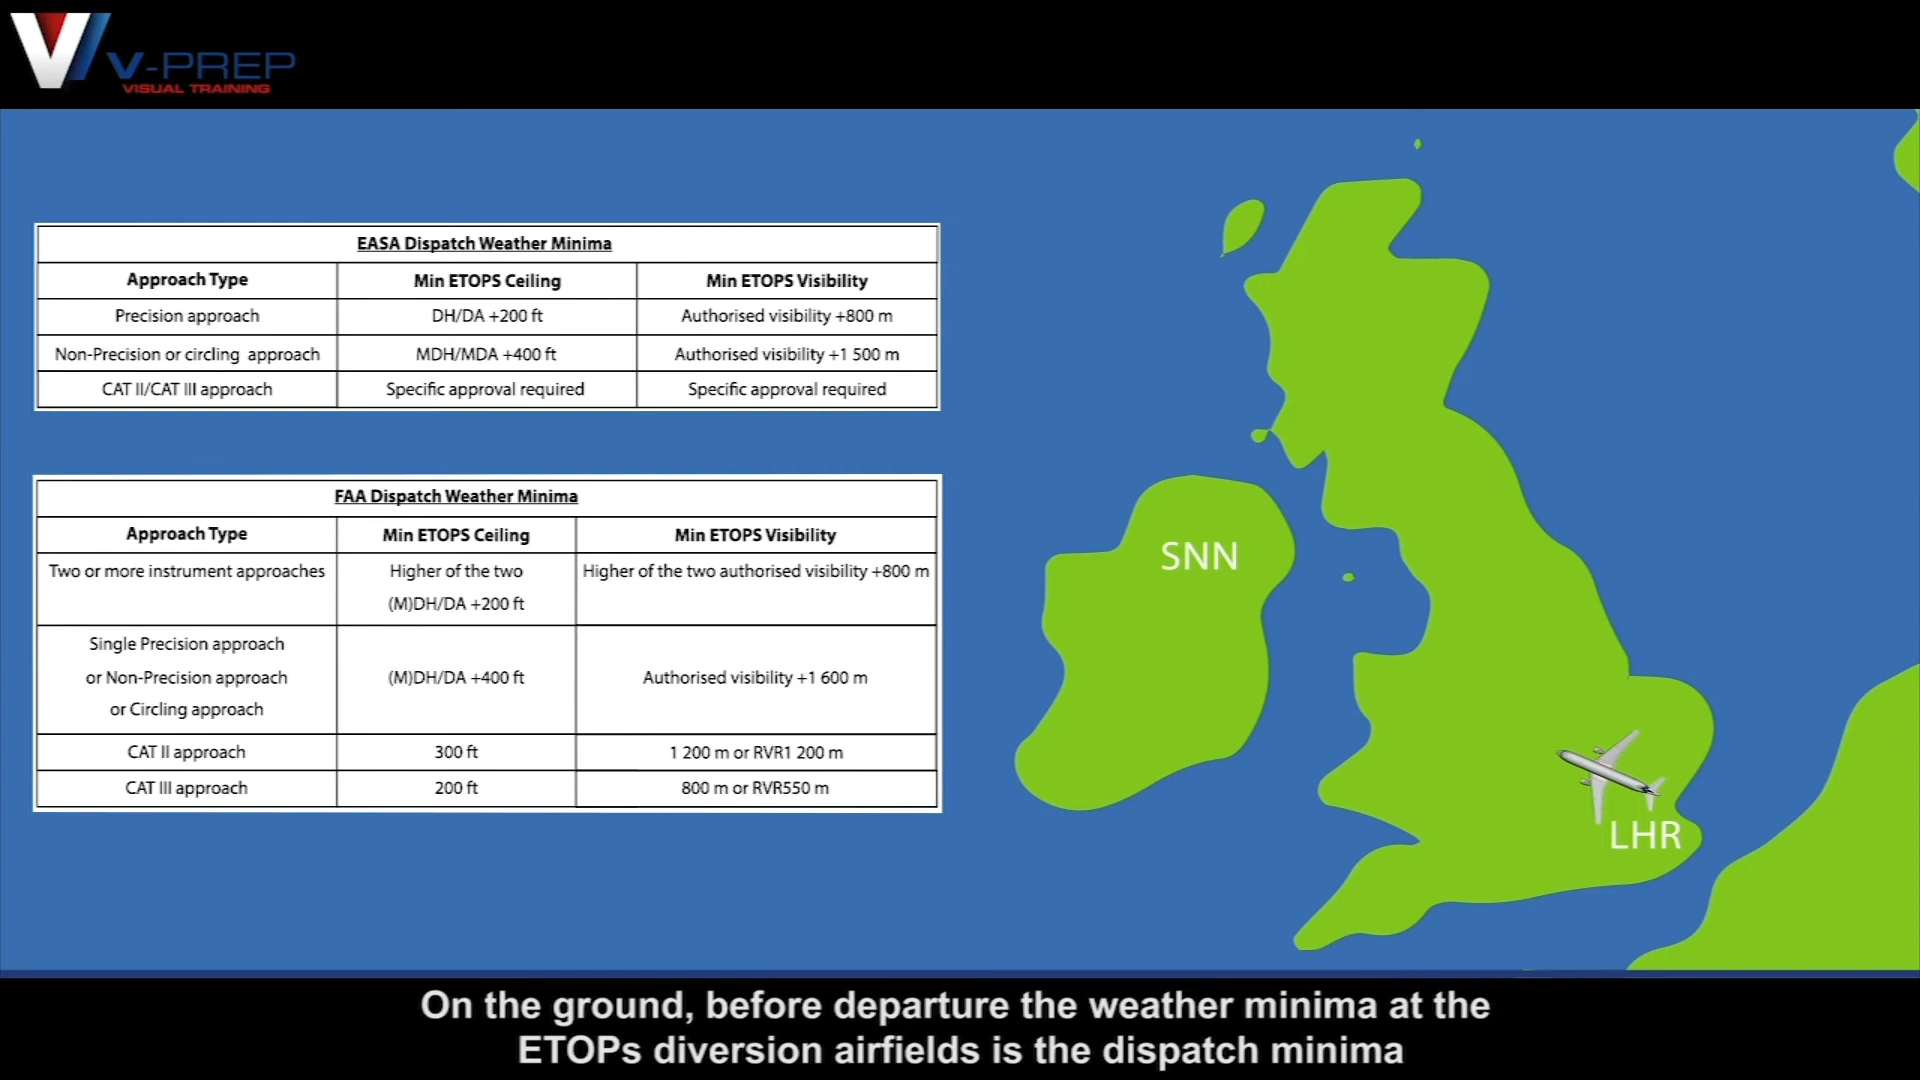 V-PREP
VISUAL TRAINING
EASA Dispatch Weather Minima
Approach Type Min ETOPS Ceiling Min ETOPS Visibility
Precision approach DH/DA +200 ft Authorised visibility +800 m
Non-Precision or circling approach MDH/MDA +400 ft Authorised visibility +1 500 m
CAT II/CAT III approach Specific approval required Specific approval required
FAA Dispatch Weather Minima
Approach Type Min ETOPS Ceiling Min ETOPS Visibility
Two or more instrument approaches Higher of the two Higher of the two authorised visibility +800 m
(M)DH/DA +200 ft
Single Precision approach
or Non-Precision approach (M)DH/DA +400 ft Authorised visibility +1 600 m
or Circling approach
CAT II approach 300 ft 1 200 m or RVR1 200 m
CAT III approach 200 ft 800 m or RVR550 m
SNN
LHR
On the ground, before departure the weather minima at the
ETOPs diversion airfields is the dispatch minima